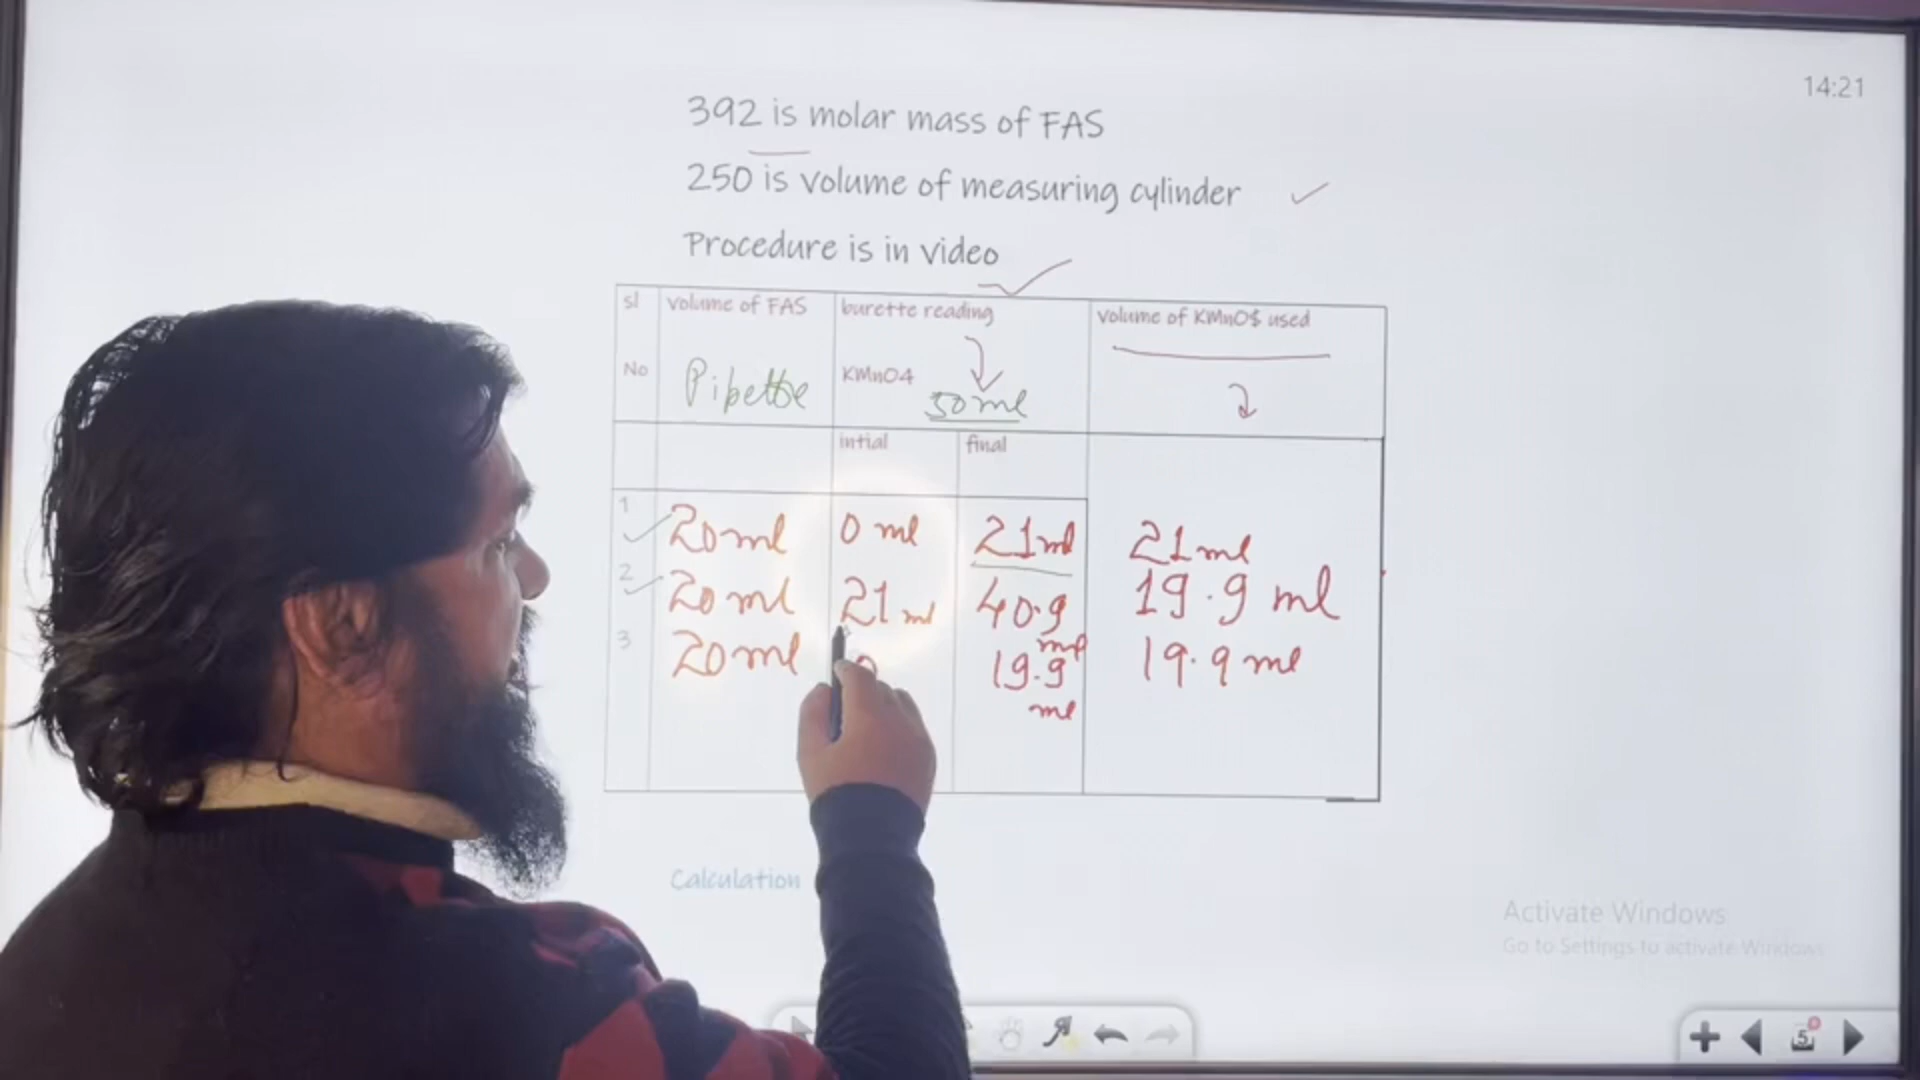 14:21
392 is molar mass of FAS
250 is volume of measuring cylinder
Procedure is in video
sl volume of FAS burette reading volume of KMnO$ used
No Pipette KMnO4 50 ml
intial final
1 20 ml 0 ml 21 ml 21 ml
2 20 ml 21 ml 40.9 ml 19.9 ml
3 20 ml 0 19.9 ml 19.9 ml
Calculation
Activate Windows
Go to Settings to activate Windows
5